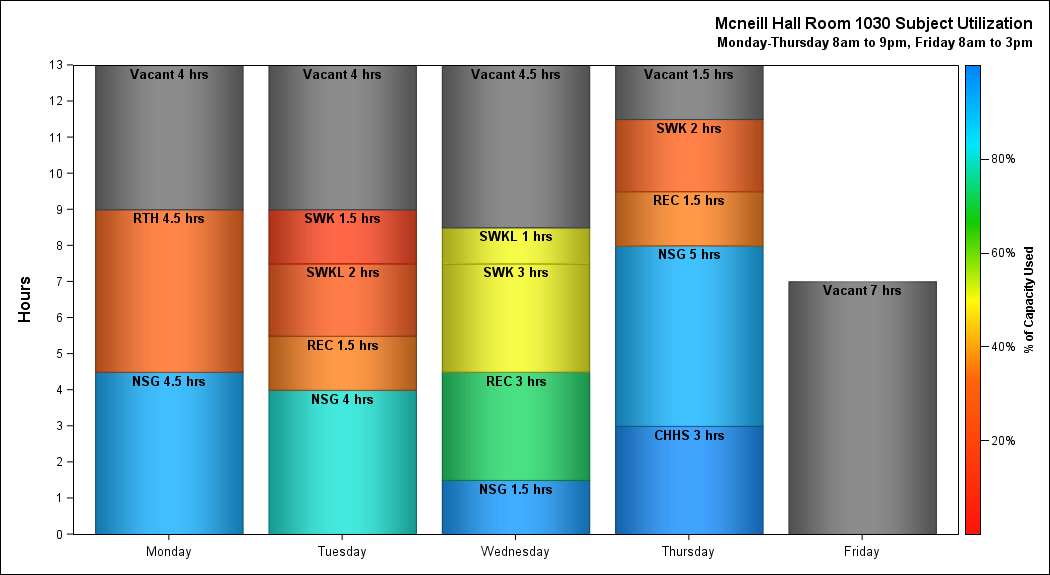 Mcneill Hall Room 1030 Subject Utilization
Monday-Thursday 8am to 9pm, Friday 8am to 3pm
Hours
13
12
11
10
9
8
7
6
5
4
3
2
1
0
Vacant 4 hrs
RTH 4.5 hrs
NSG 4.5 hrs
Monday
Vacant 4 hrs
SWK 1.5 hrs
SWKL 2 hrs
REC 1.5 hrs
NSG 4 hrs
Tuesday
Vacant 4.5 hrs
SWKL 1 hrs
SWK 3 hrs
REC 3 hrs
NSG 1.5 hrs
Wednesday
Vacant 1.5 hrs
SWK 2 hrs
REC 1.5 hrs
NSG 5 hrs
CHHS 3 hrs
Thursday
Vacant 7 hrs
Friday
80%
60%
40%
20%
% of Capacity Used